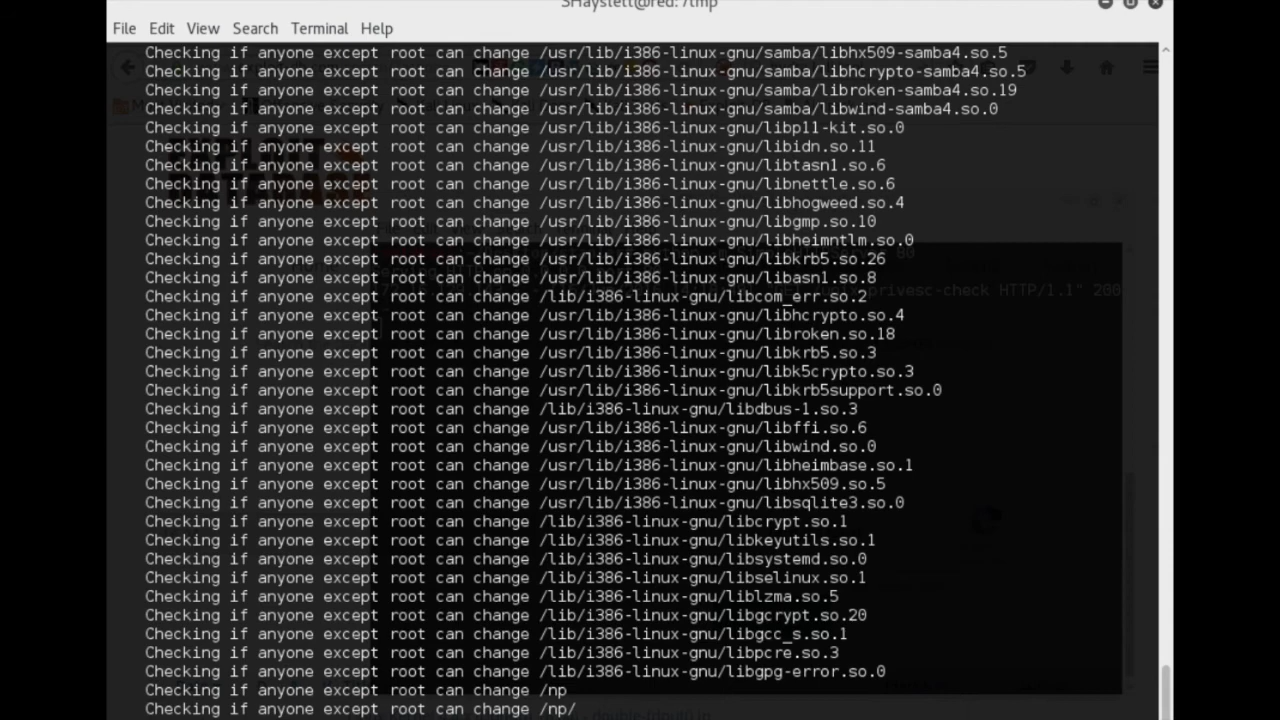 SHayslett@red: /tmp
File Edit View Search Terminal Help
Checking if anyone except root can change /usr/lib/i386-linux-gnu/samba/libhx509-samba4.so.5
Checking if anyone except root can change /usr/lib/i386-linux-gnu/samba/libhcrypto-samba4.so.5
Checking if anyone except root can change /usr/lib/i386-linux-gnu/samba/libroken-samba4.so.19
Checking if anyone except root can change /usr/lib/i386-linux-gnu/samba/libwind-samba4.so.0
Checking if anyone except root can change /usr/lib/i386-linux-gnu/libp11-kit.so.0
Checking if anyone except root can change /usr/lib/i386-linux-gnu/libidn.so.11
Checking if anyone except root can change /usr/lib/i386-linux-gnu/libtasn1.so.6
Checking if anyone except root can change /usr/lib/i386-linux-gnu/libnettle.so.6
Checking if anyone except root can change /usr/lib/i386-linux-gnu/libhogweed.so.4
Checking if anyone except root can change /usr/lib/i386-linux-gnu/libgmp.so.10
Checking if anyone except root can change /usr/lib/i386-linux-gnu/libheimntlm.so.0
Checking if anyone except root can change /usr/lib/i386-linux-gnu/libkrb5.so.26
Checking if anyone except root can change /usr/lib/i386-linux-gnu/libasn1.so.8
Checking if anyone except root can change /lib/i386-linux-gnu/libcom_err.so.2
privesc-check HTTP/1.1" 200
Checking if anyone except root can change /usr/lib/i386-linux-gnu/libhcrypto.so.4
Checking if anyone except root can change /usr/lib/i386-linux-gnu/libroken.so.18
Checking if anyone except root can change /usr/lib/i386-linux-gnu/libkrb5.so.3
Checking if anyone except root can change /usr/lib/i386-linux-gnu/libk5crypto.so.3
Checking if anyone except root can change /usr/lib/i386-linux-gnu/libkrb5support.so.0
Checking if anyone except root can change /lib/i386-linux-gnu/libdbus-1.so.3
Checking if anyone except root can change /usr/lib/i386-linux-gnu/libffi.so.6
Checking if anyone except root can change /usr/lib/i386-linux-gnu/libwind.so.0
Checking if anyone except root can change /usr/lib/i386-linux-gnu/libheimbase.so.1
Checking if anyone except root can change /usr/lib/i386-linux-gnu/libhx509.so.5
Checking if anyone except root can change /usr/lib/i386-linux-gnu/libsqlite3.so.0
Checking if anyone except root can change /lib/i386-linux-gnu/libcrypt.so.1
Checking if anyone except root can change /lib/i386-linux-gnu/libkeyutils.so.1
Checking if anyone except root can change /lib/i386-linux-gnu/libsystemd.so.0
Checking if anyone except root can change /lib/i386-linux-gnu/libselinux.so.1
Checking if anyone except root can change /lib/i386-linux-gnu/liblzma.so.5
Checking if anyone except root can change /lib/i386-linux-gnu/libgcrypt.so.20
Checking if anyone except root can change /lib/i386-linux-gnu/libgcc_s.so.1
Checking if anyone except root can change /lib/i386-linux-gnu/libpcre.so.3
Checking if anyone except root can change /lib/i386-linux-gnu/libgpg-error.so.0
Checking if anyone except root can change /np
Checking if anyone except root can change /np/